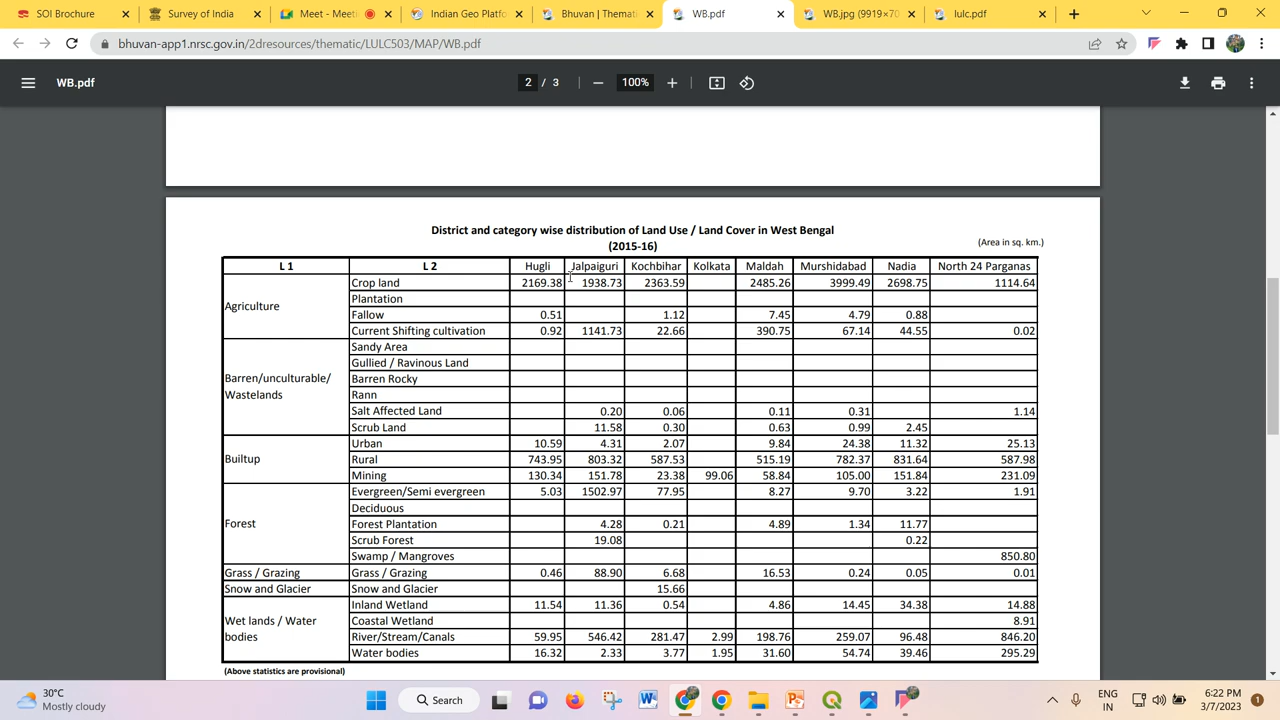 SOI Brochure
Survey of India
Meet - Meeti
Indian Geo Platfo
Bhuvan | Themati
WB.pdf
WB.jpg (9919×70
lulc.pdf
bhuvan-app1.nrsc.gov.in/2dresources/thematic/LULC503/MAP/WB.pdf
WB.pdf 2 / 3 100%
District and category wise distribution of Land Use / Land Cover in West Bengal
(2015-16) (Area in sq. km.)
L 1 L 2 Hugli Jalpaiguri Kochbihar Kolkata Maldah Murshidabad Nadia North 24 Parganas
Agriculture
Crop land 2169.38 1938.73 2363.59 2485.26 3999.49 2698.75 1114.64
Plantation
Fallow 0.51 1.12 7.45 4.79 0.88
Current Shifting cultivation 0.92 1141.73 22.66 390.75 67.14 44.55 0.02
Barren/unculturable/
Wastelands
Sandy Area
Gullied / Ravinous Land
Barren Rocky
Rann
Salt Affected Land 0.20 0.06 0.11 0.31 1.14
Scrub Land 11.58 0.30 0.63 0.99 2.45
Builtup
Urban 10.59 4.31 2.07 9.84 24.38 11.32 25.13
Rural 743.95 803.32 587.53 515.19 782.37 831.64 587.98
Mining 130.34 151.78 23.38 99.06 58.84 105.00 151.84 231.09
Forest
Evergreen/Semi evergreen 5.03 1502.97 77.95 8.27 9.70 3.22 1.91
Deciduous
Forest Plantation 4.28 0.21 4.89 1.34 11.77
Scrub Forest 19.08 0.22
Swamp / Mangroves 850.80
Grass / Grazing Grass / Grazing 0.46 88.90 6.68 16.53 0.24 0.05 0.01
Snow and Glacier Snow and Glacier 15.66
Wet lands / Water
bodies
Inland Wetland 11.54 11.36 0.54 4.86 14.45 34.38 14.88
Coastal Wetland 8.91
River/Stream/Canals 59.95 546.42 281.47 2.99 198.76 259.07 96.48 846.20
Water bodies 16.32 2.33 3.77 1.95 31.60 54.74 39.46 295.29
(Above statistics are provisional)
30°C
Mostly cloudy
Search
ENG
IN
6:22 PM
3/7/2023
1